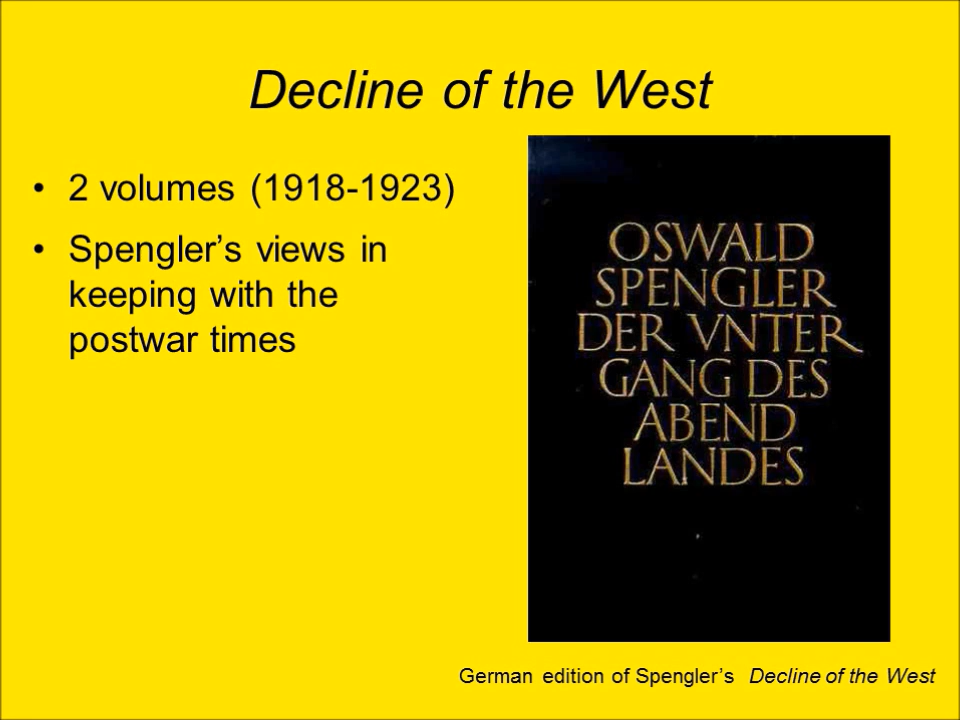 Decline of the West
• 2 volumes (1918-1923)
• Spengler’s views in
keeping with the
postwar times
OSWALD
SPENGLER
DER VNTER
GANG DES
ABEND
LANDES
German edition of Spengler’s Decline of the West